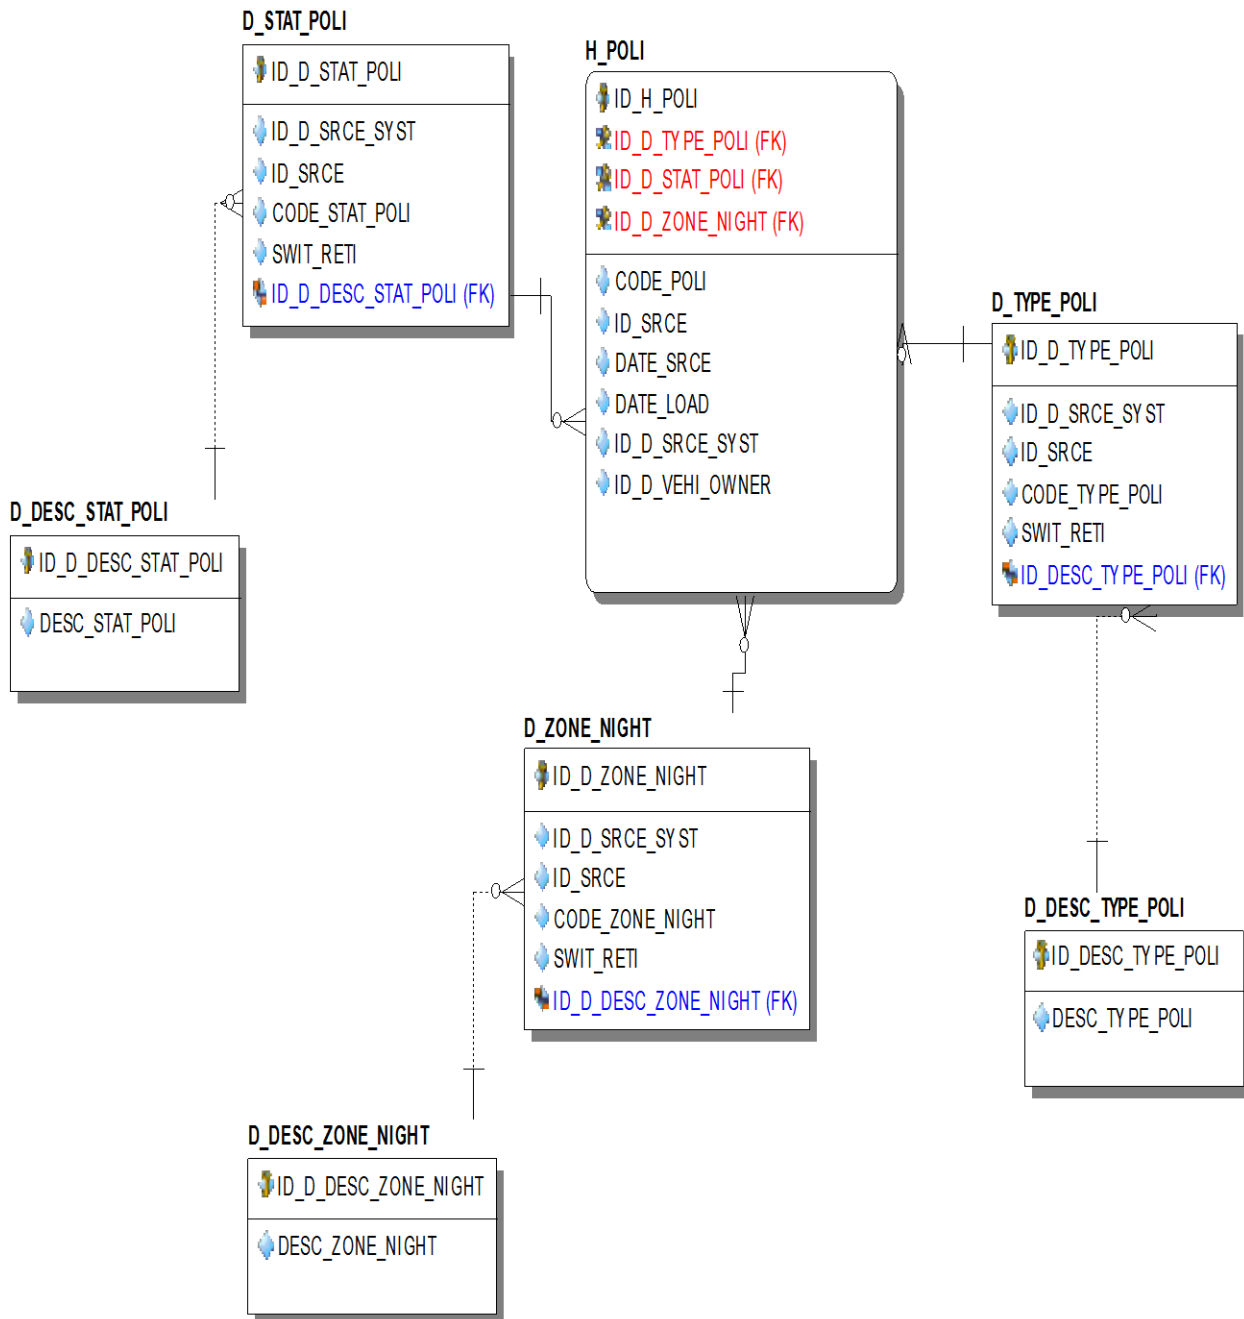 D_STAT_POLI
ID_D_STAT_POLI
ID_D_SRCE_SYST
ID_SRCE
CODE_STAT_POLI
SWIT_RETI
ID_D_DESC_STAT_POLI (FK)
H_POLI
ID_H_POLI
ID_D_TYPE_POLI (FK)
ID_D_STAT_POLI (FK)
ID_D_ZONE_NIGHT (FK)
CODE_POLI
ID_SRCE
DATE_SRCE
DATE_LOAD
ID_D_SRCE_SYST
ID_D_VEHI_OWNER
D_TYPE_POLI
ID_D_TYPE_POLI
ID_D_SRCE_SYST
ID_SRCE
CODE_TYPE_POLI
SWIT_RETI
ID_DESC_TYPE_POLI (FK)
D_DESC_STAT_POLI
ID_D_DESC_STAT_POLI
DESC_STAT_POLI
D_ZONE_NIGHT
ID_D_ZONE_NIGHT
ID_D_SRCE_SYST
ID_SRCE
CODE_ZONE_NIGHT
SWIT_RETI
ID_D_DESC_ZONE_NIGHT (FK)
D_DESC_TYPE_POLI
ID_DESC_TYPE_POLI
DESC_TYPE_POLI
D_DESC_ZONE_NIGHT
ID_D_DESC_ZONE_NIGHT
DESC_ZONE_NIGHT